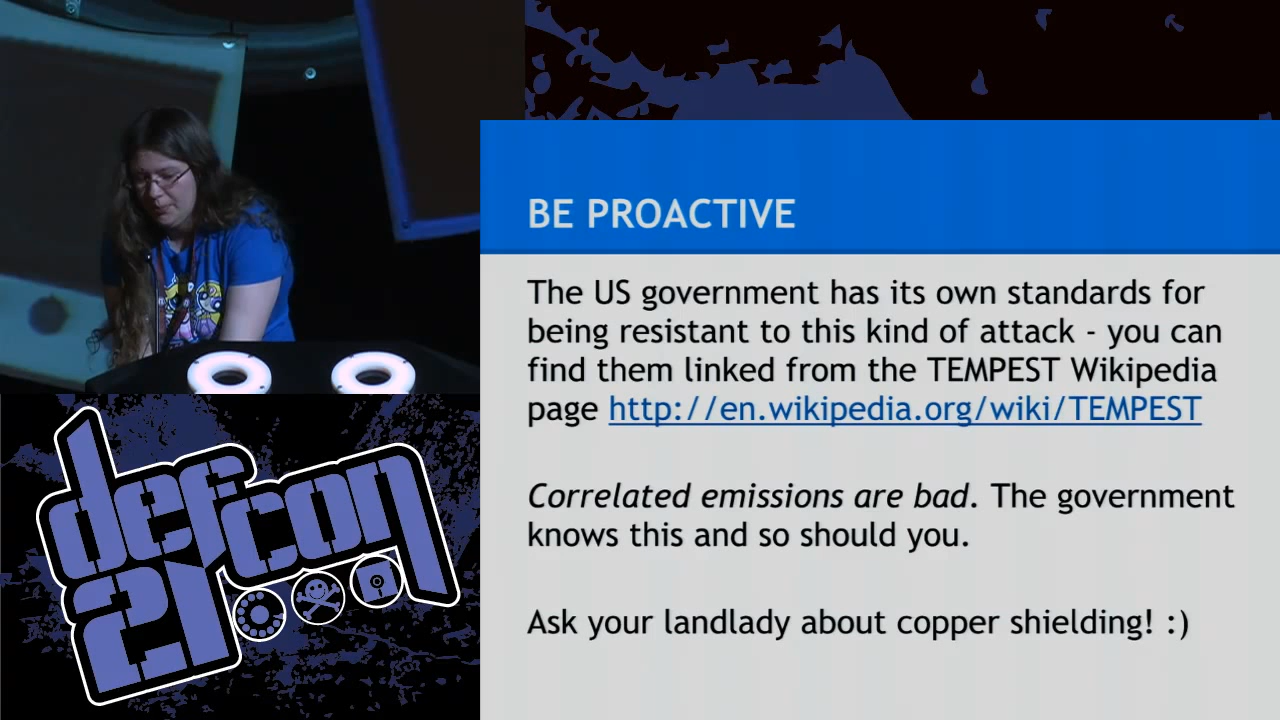 BE PROACTIVE
The US government has its own standards for
being resistant to this kind of attack - you can
find them linked from the TEMPEST Wikipedia
page http://en.wikipedia.org/wiki/TEMPEST
Correlated emissions are bad. The government
knows this and so should you.
Ask your landlady about copper shielding! :)
defcon
21